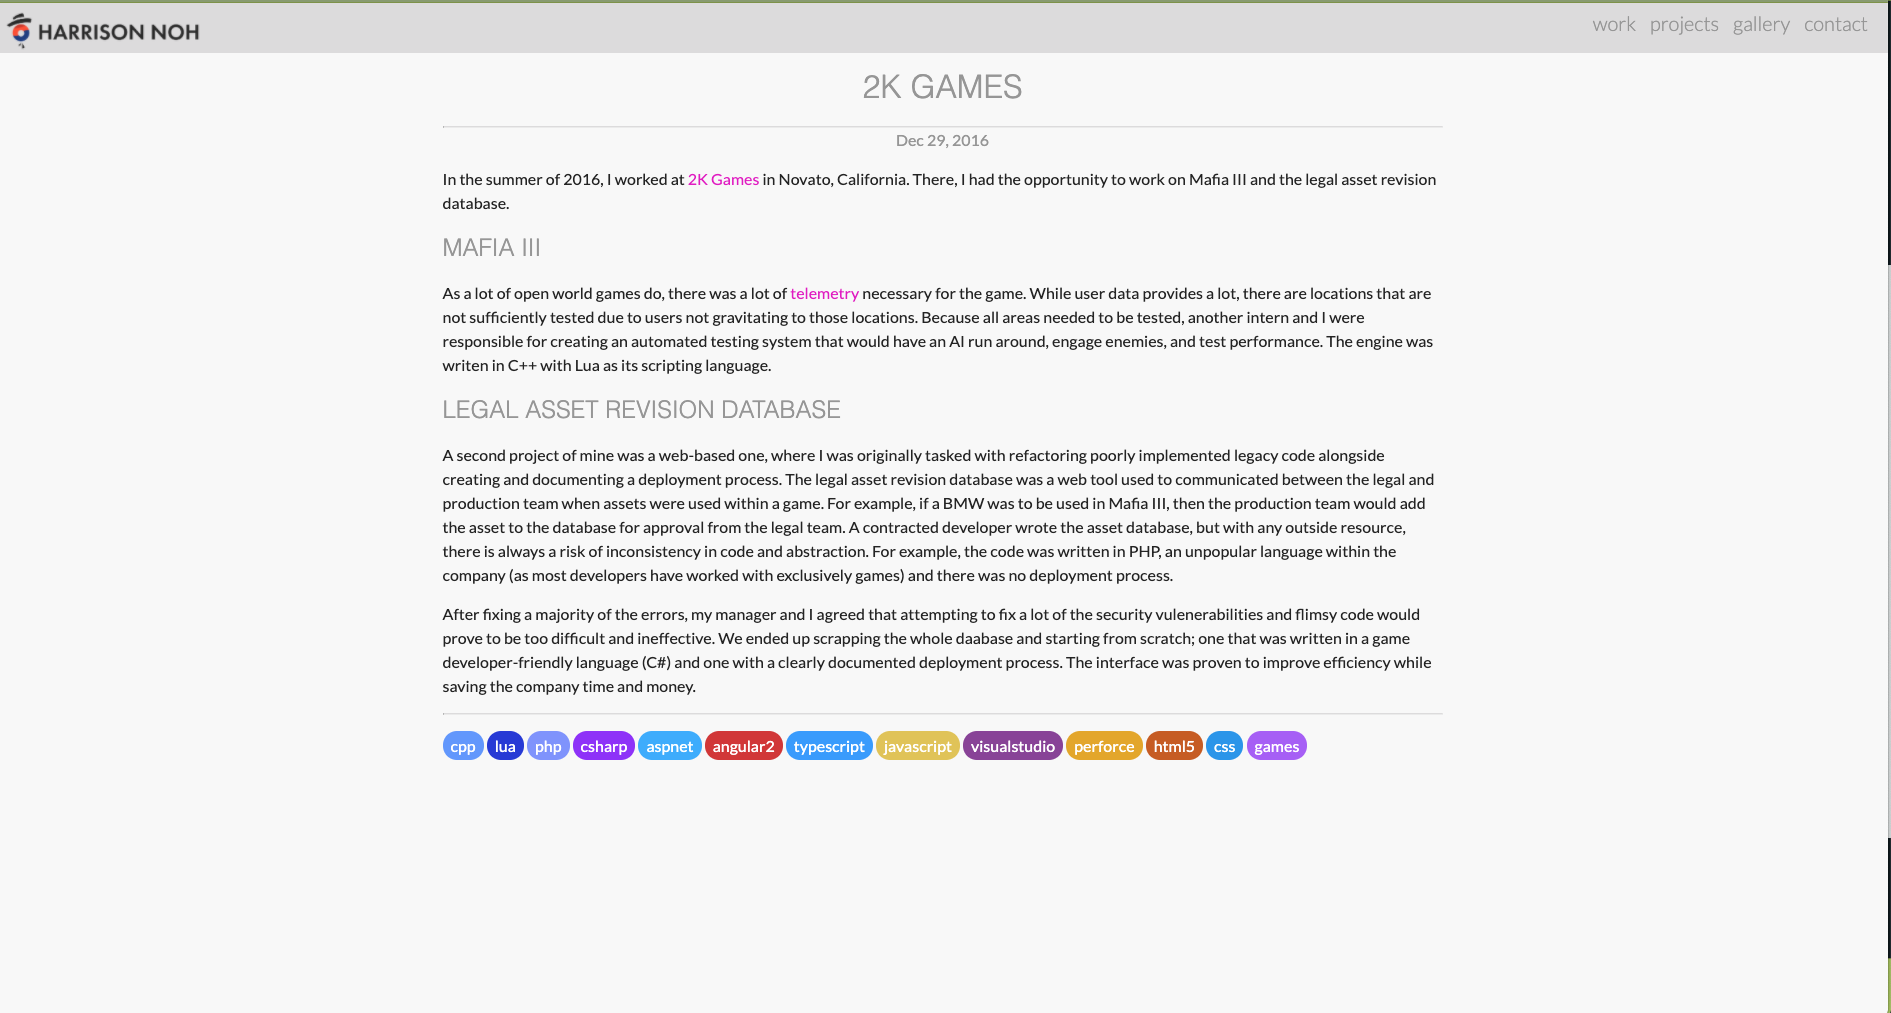 HARRISON NOH
work projects gallery contact
2K GAMES
Dec 29, 2016
In the summer of 2016, I worked at 2K Games in Novato, California. There, I had the opportunity to work on Mafia III and the legal asset revision
database.
MAFIA III
As a lot of open world games do, there was a lot of telemetry necessary for the game. While user data provides a lot, there are locations that are
not sufficiently tested due to users not gravitating to those locations. Because all areas needed to be tested, another intern and I were
responsible for creating an automated testing system that would have an AI run around, engage enemies, and test performance. The engine was
writen in C++ with Lua as its scripting language.
LEGAL ASSET REVISION DATABASE
A second project of mine was a web-based one, where I was originally tasked with refactoring poorly implemented legacy code alongside
creating and documenting a deployment process. The legal asset revision database was a web tool used to communicated between the legal and
production team when assets were used within a game. For example, if a BMW was to be used in Mafia III, then the production team would add
the asset to the database for approval from the legal team. A contracted developer wrote the asset database, but with any outside resource,
there is always a risk of inconsistency in code and abstraction. For example, the code was written in PHP, an unpopular language within the
company (as most developers have worked with exclusively games) and there was no deployment process.
After fixing a majority of the errors, my manager and I agreed that attempting to fix a lot of the security vulenerabilities and flimsy code would
prove to be too difficult and ineffective. We ended up scrapping the whole daabase and starting from scratch; one that was written in a game
developer-friendly language (C#) and one with a clearly documented deployment process. The interface was proven to improve efficiency while
saving the company time and money.
cpp lua php csharp aspnet angular2 typescript javascript visualstudio perforce html5 css games